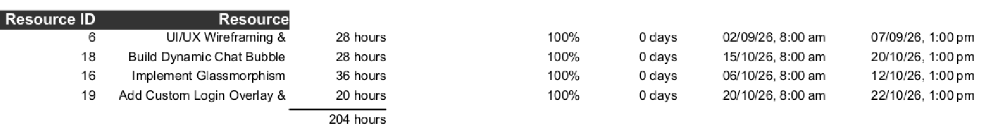 Resource ID Resource
6 UI/UX Wireframing & 28 hours 100% 0 days 02/09/26, 8:00 am 07/09/26, 1:00 pm
18 Build Dynamic Chat Bubble 28 hours 100% 0 days 15/10/26, 8:00 am 20/10/26, 1:00 pm
16 Implement Glassmorphism 36 hours 100% 0 days 06/10/26, 8:00 am 12/10/26, 1:00 pm
19 Add Custom Login Overlay & 20 hours 100% 0 days 20/10/26, 8:00 am 22/10/26, 1:00 pm
204 hours